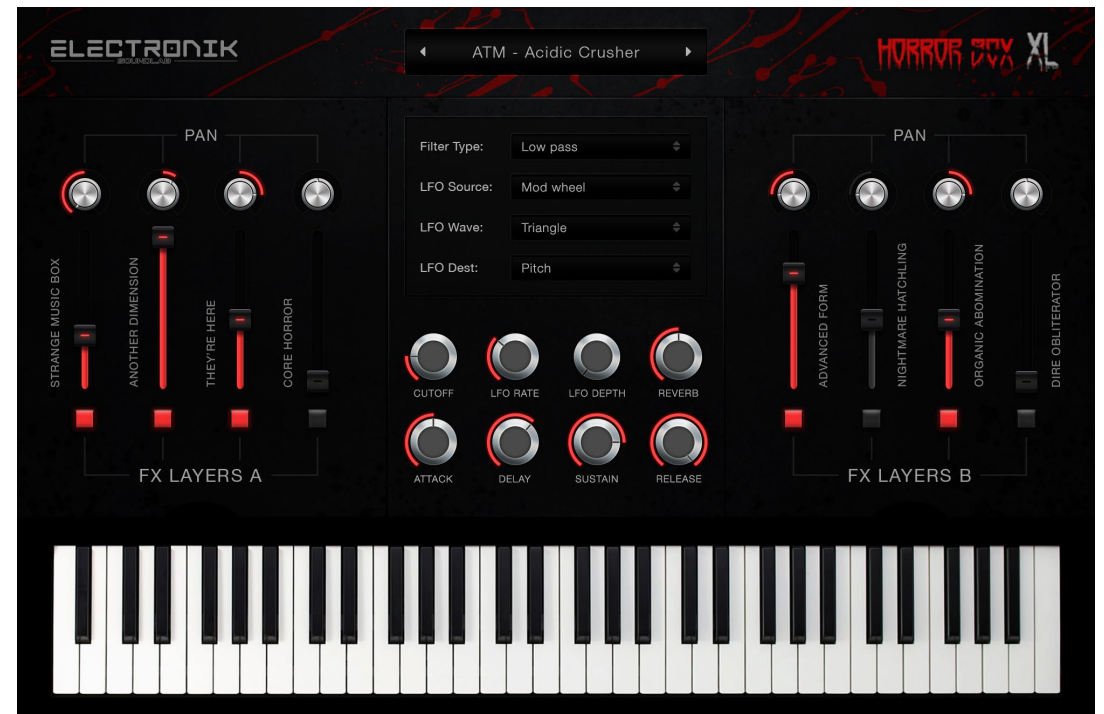 ELECTRONIK
SOUNDLAB
ATM - Acidic Crusher
HORROR BOX XL
PAN
STRANGE MUSIC BOX
ANOTHER DIMENSION
THEY'RE HERE
CORE HORROR
FX LAYERS A
Filter Type: Low pass
LFO Source: Mod wheel
LFO Wave: Triangle
LFO Dest: Pitch
CUTOFF LFO RATE LFO DEPTH REVERB
ATTACK DELAY SUSTAIN RELEASE
PAN
ADVANCED FORM
NIGHTMARE HATCHLING
ORGANIC ABOMINATION
DIRE OBLITERATOR
FX LAYERS B